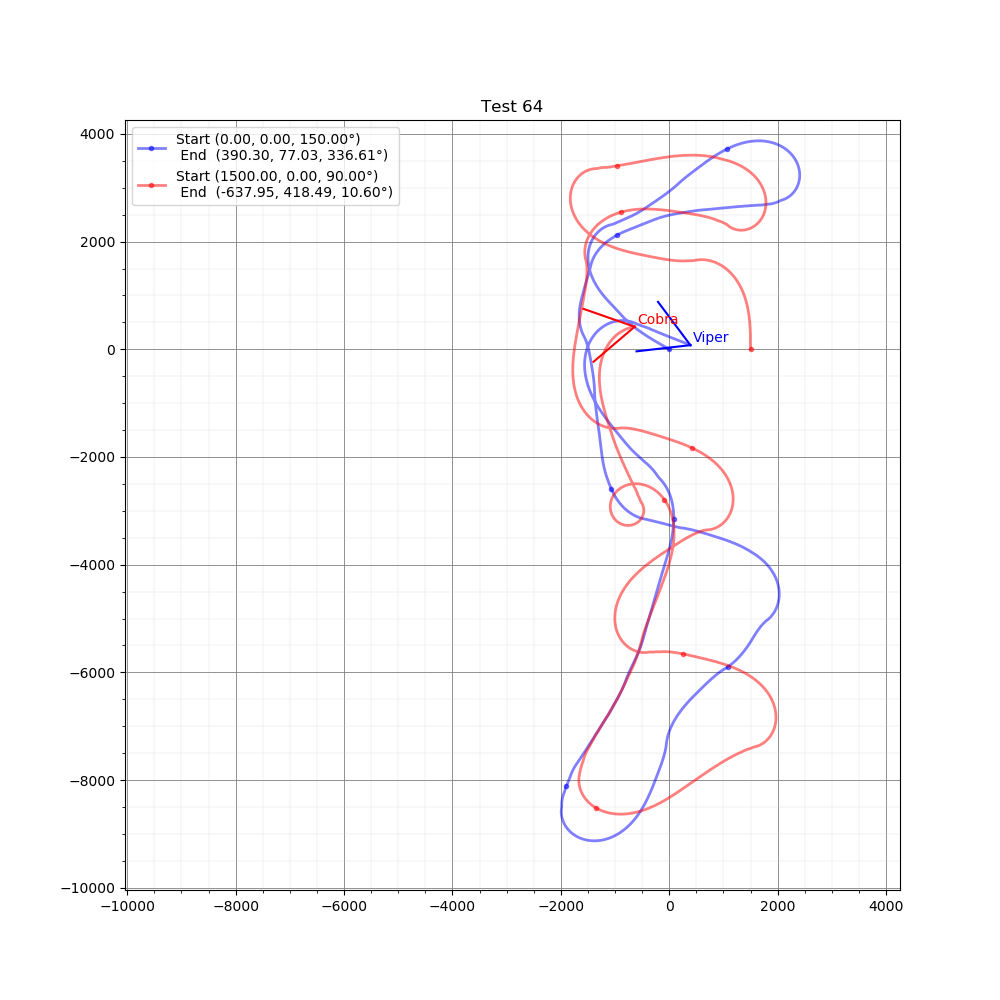 Test 64
Start (0.00, 0.00, 150.00°)
End  (390.30, 77.03, 336.61°)
Start (1500.00, 0.00, 90.00°)
End  (-637.95, 418.49, 10.60°)
4000
2000
0
−2000
−4000
−6000
−8000
−10000
Cobra
Viper
−10000 −8000 −6000 −4000 −2000 0 2000 4000